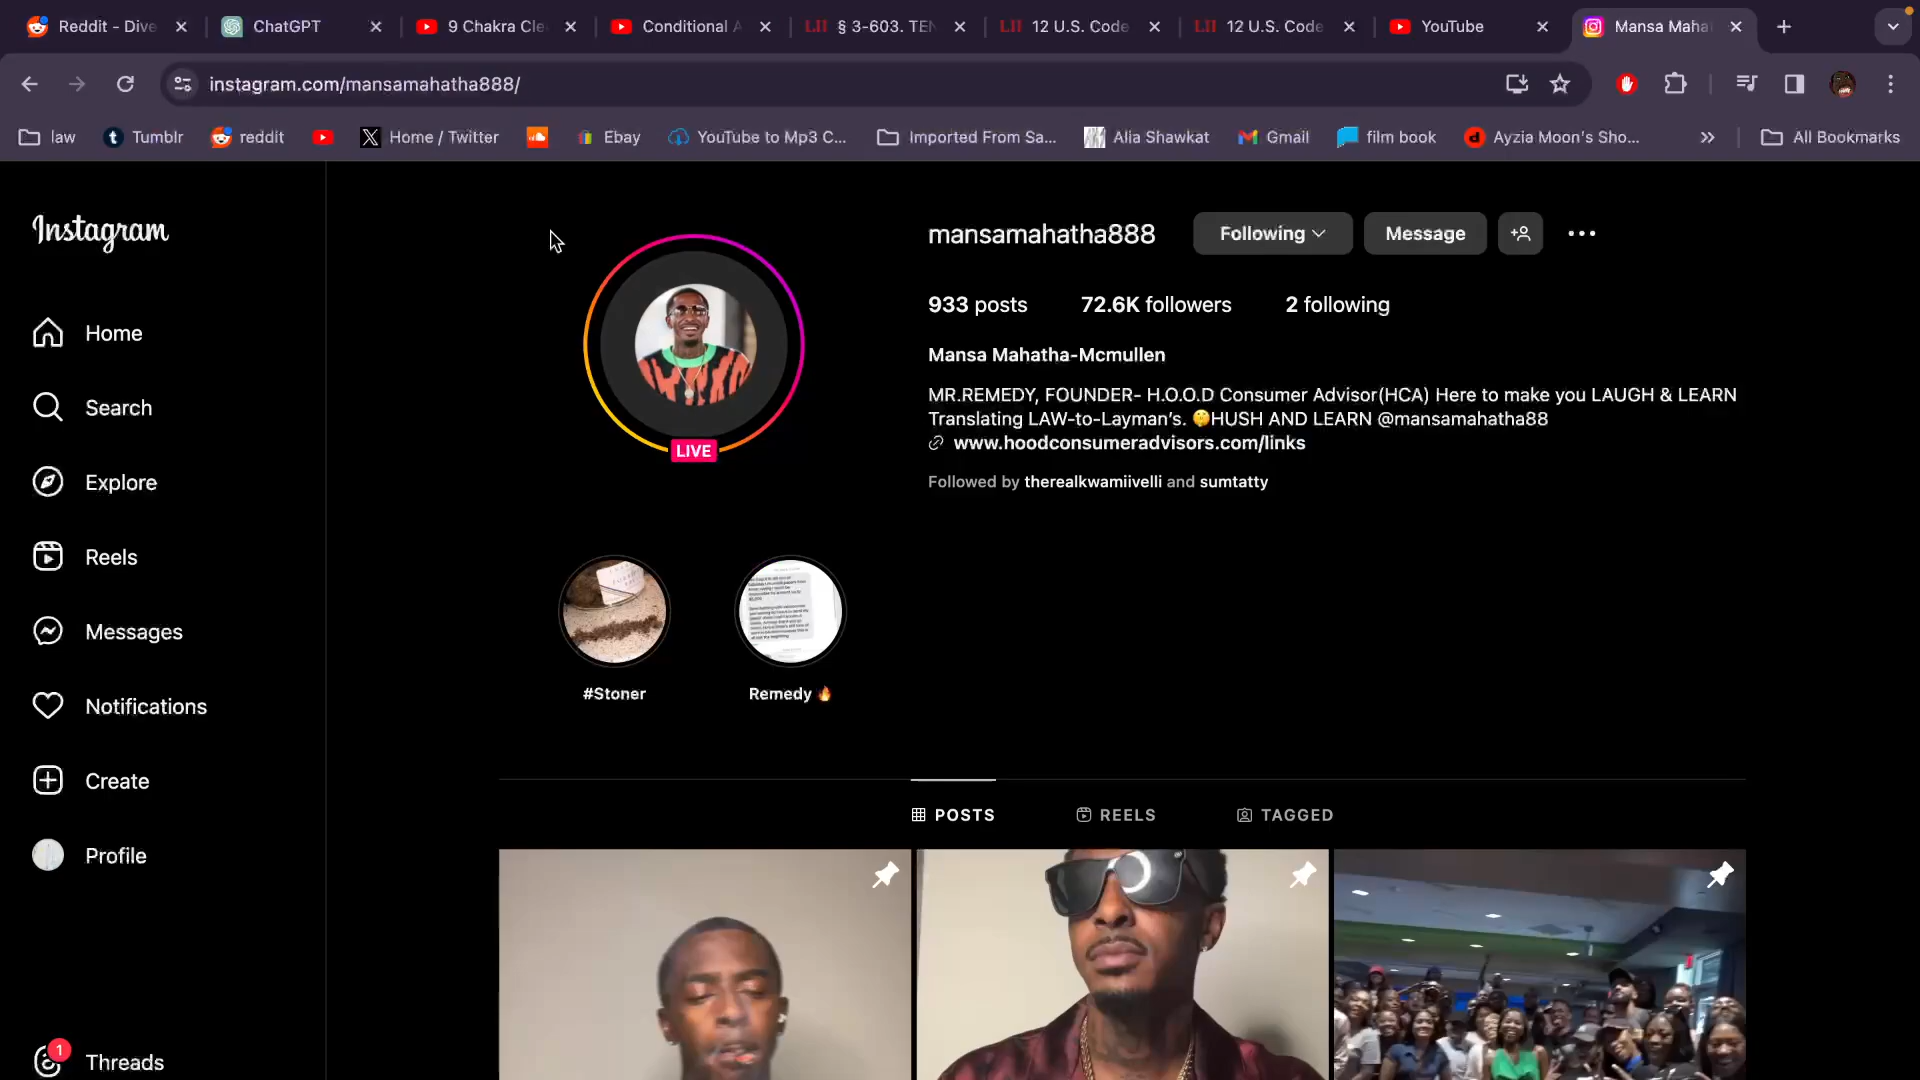 Reddit - Dive
ChatGPT
9 Chakra Cle
Conditional A
LII § 3-603. TEN
LII 12 U.S. Code
LII 12 U.S. Code
YouTube
Mansa Maha
instagram.com/mansamahatha888/
law
Tumblr
reddit
Home / Twitter
Ebay
YouTube to Mp3 C...
Imported From Sa...
Alia Shawkat
Gmail
film book
Ayzia Moon's Sho...
All Bookmarks
Instagram
Home
Search
Explore
Reels
Messages
Notifications
Create
Profile
1
Threads
LIVE
mansamahatha888
Following
Message
933 posts
72.6K followers
2 following
Mansa Mahatha-Mcmullen
MR.REMEDY, FOUNDER- H.O.O.D Consumer Advisor(HCA) Here to make you LAUGH & LEARN
Translating LAW-to-Layman's. 🤫HUSH AND LEARN @mansamahatha88
www.hoodconsumeradvisors.com/links
Followed by therealkwamiivelli and sumtatty
#Stoner
Remedy 🔥
POSTS
REELS
TAGGED